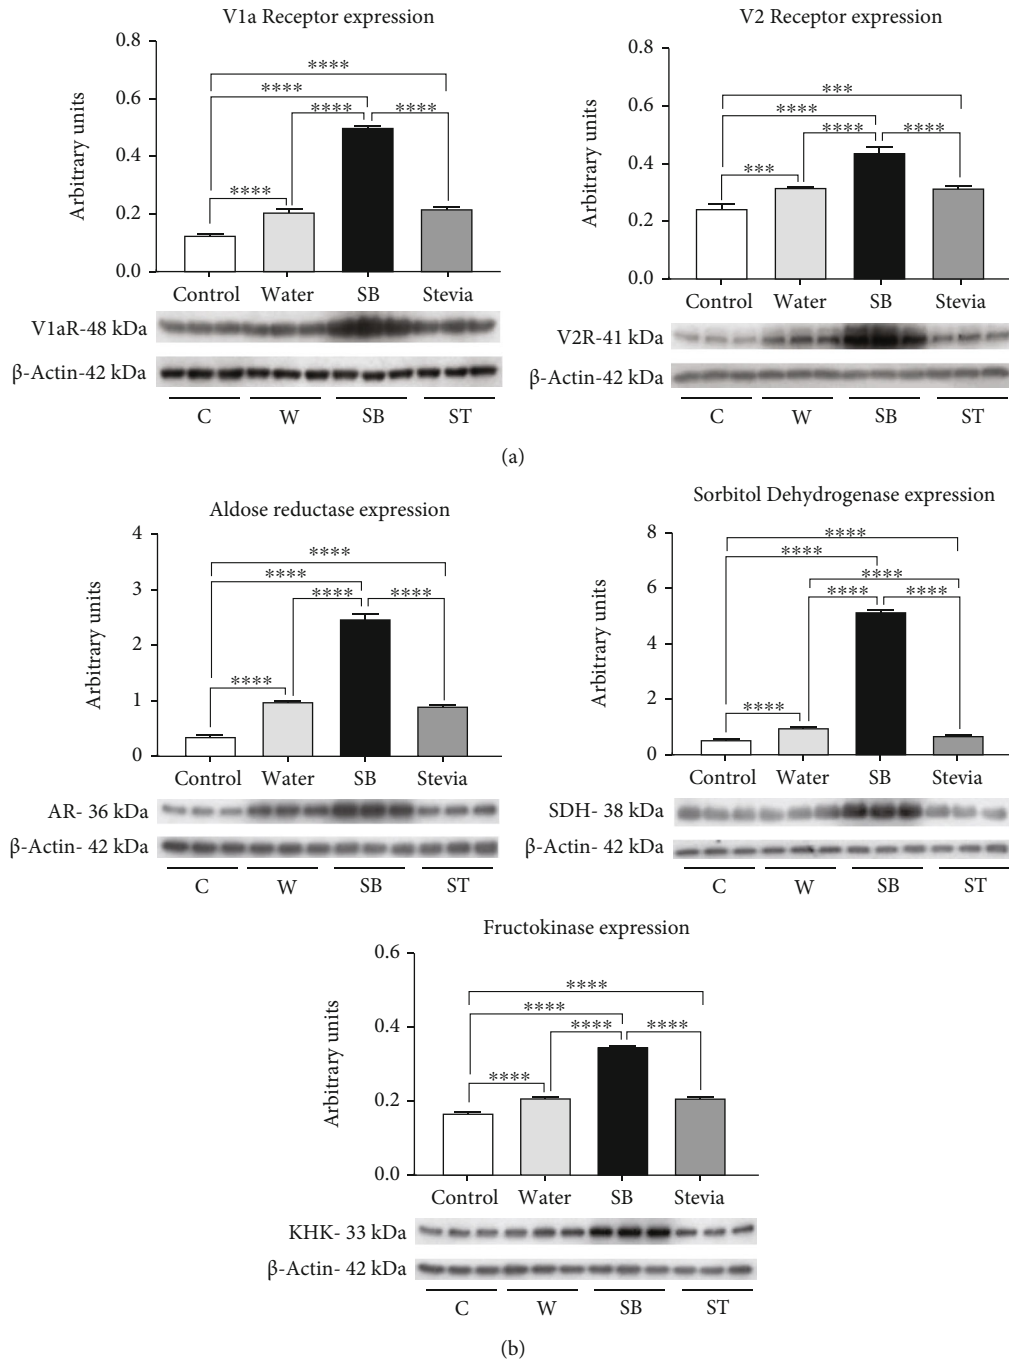 V1a Receptor expression
Arbitrary units
0.8
0.6
0.4
0.2
0.0
****
****
**** ****
****
Control Water SB Stevia
V1aR-48 kDa
β-Actin-42 kDa
C W SB ST
V2 Receptor expression
Arbitrary units
0.8
0.6
0.4
0.2
0.0
***
****
**** ****
***
Control Water SB Stevia
V2R-41 kDa
β-Actin-42 kDa
C W SB ST
(a)
Aldose reductase expression
Arbitrary units
4
3
2
1
0
****
****
**** ****
****
Control Water SB Stevia
AR- 36 kDa
β-Actin- 42 kDa
C W SB ST
Sorbitol Dehydrogenase expression
Arbitrary units
8
6
4
2
0
****
****
****
**** ****
****
Control Water SB Stevia
SDH- 38 kDa
β-Actin- 42 kDa
C W SB ST
Fructokinase expression
Arbitrary units
0.6
0.4
0.2
0.0
****
****
**** ****
****
Control Water SB Stevia
KHK- 33 kDa
β-Actin- 42 kDa
C W SB ST
(b)